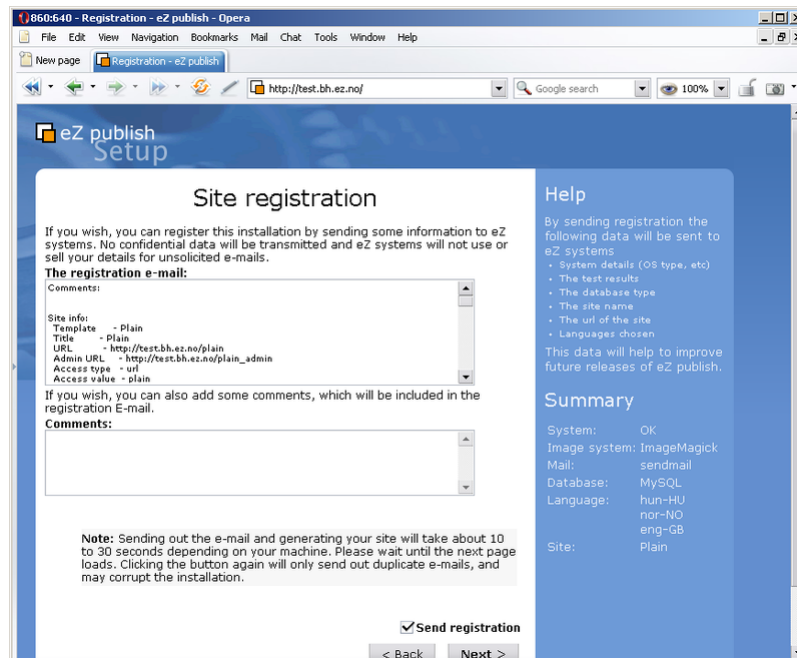 860:640 - Registration - eZ publish - Opera
File Edit View Navigation Bookmarks Mail Chat Tools Window Help
New page
Registration - eZ publish
http://test.bh.ez.no/
Google search
100%
eZ publish
Setup
Site registration
If you wish, you can register this installation by sending some information to eZ
systems. No confidential data will be transmitted and eZ systems will not use or
sell your details for unsolicited e-mails.
The registration e-mail:
Comments:
Site info:
Template - Plain
Title - Plain
URL - http://test.bh.ez.no/plain
Admin URL - http://test.bh.ez.no/plain_admin
Access type - url
Access value - plain
If you wish, you can also add some comments, which will be included in the
registration E-mail.
Comments:
Note: Sending out the e-mail and generating your site will take about 10
to 30 seconds depending on your machine. Please wait until the next page
loads. Clicking the button again will only send out duplicate e-mails, and
may corrupt the installation.
Send registration
< Back
Next >
Help
By sending registration the
following data will be sent to
eZ systems
• System details (OS type, etc)
• The test results
• The database type
• The site name
• The url of the site
• Languages chosen
This data will help to improve
future releases of eZ publish.
Summary
System: OK
Image system: ImageMagick
Mail: sendmail
Database: MySQL
Language: hun-HU
nor-NO
eng-GB
Site: Plain